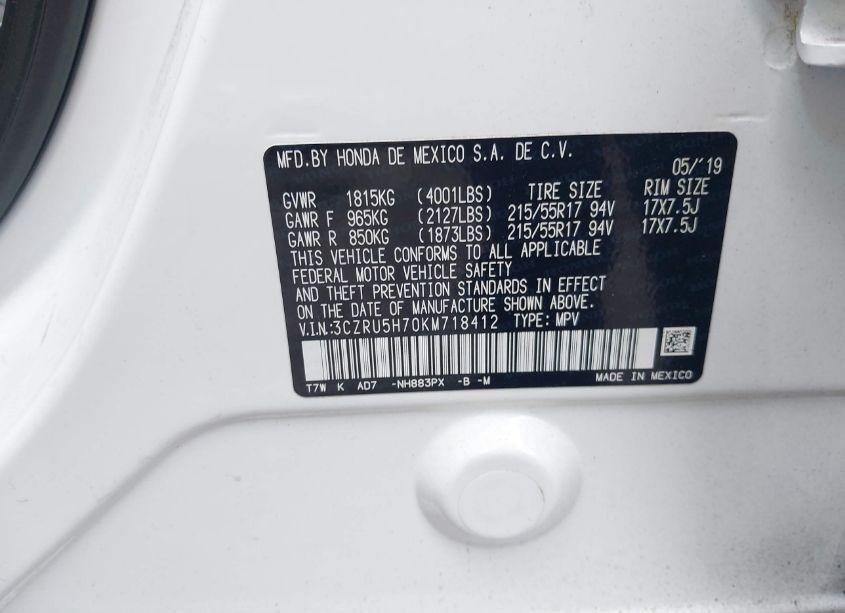 MFD.BY HONDA DE MEXICO S.A. DE C.V.
05/'19
GVWR 1815KG (4001LBS) TIRE SIZE RIM SIZE
GAWR F 965KG (2127LBS) 215/55R17 94V 17X7.5J
GAWR R 850KG (1873LBS) 215/55R17 94V 17X7.5J
THIS VEHICLE CONFORMS TO ALL APPLICABLE
FEDERAL MOTOR VEHICLE SAFETY
AND THEFT PREVENTION STANDARDS IN EFFECT
ON THE DATE OF MANUFACTURE SHOWN ABOVE.
V.I.N.:3CZRU5H70KM718412 TYPE: MPV
T7W K AD7 -NH883PX -B -M MADE IN MEXICO